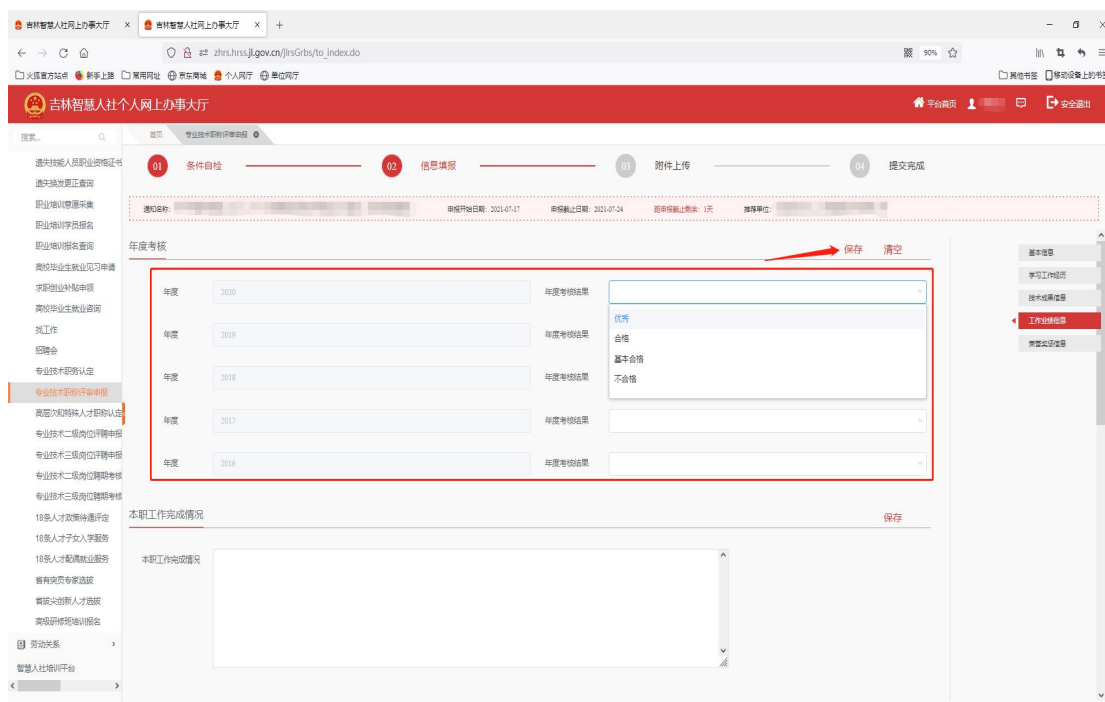 吉林智慧人社网上办事大厅 × 吉林智慧人社网上办事大厅 × +
zhrs.hrss.jl.gov.cn/jlrsGrbs/to_index.do 90%
火狐官方站点 新手上路 常用网址 京东商城 个人网厅 单位网厅 其他书签 移动设备上的书签
吉林智慧人社个人网上办事大厅 平台首页 安全退出
搜索... 首页 专业技术职称评审申报
01 条件自检 02 信息填报 03 附件上传 04 提交完成
通知名称: 申报开始日期: 2021-07-17 申报截止日期: 2021-07-24 距申报截止剩余: 1天 推荐单位:
遗失技能人员职业资格证书
遗失换发更正查询
职业培训意愿采集
职业培训学员报名
职业培训报名查询
高校毕业生就业见习申请
求职创业补贴申领
高校毕业生就业咨询
找工作
招聘会
专业技术职务认定
专业技术职称评审申报
高层次和特殊人才职称认定
专业技术二级岗位评聘申报
专业技术三级岗位评聘申报
专业技术二级岗位聘期考核
专业技术三级岗位聘期考核
18条人才政策待遇评定
18条人才子女入学服务
18条人才配偶就业服务
省有突贡专家选拔
省拔尖创新人才选拔
高级研修班培训报名
劳动关系
智慧人社培训平台
年度考核 保存 清空
年度 2020 年度考核结果
优秀
合格
基本合格
不合格
年度 2019 年度考核结果
年度 2018 年度考核结果
年度 2017 年度考核结果
年度 2016 年度考核结果
本职工作完成情况 保存
本职工作完成情况
基本信息
学习工作经历
技术成果信息
工作业绩信息
荣誉奖惩信息